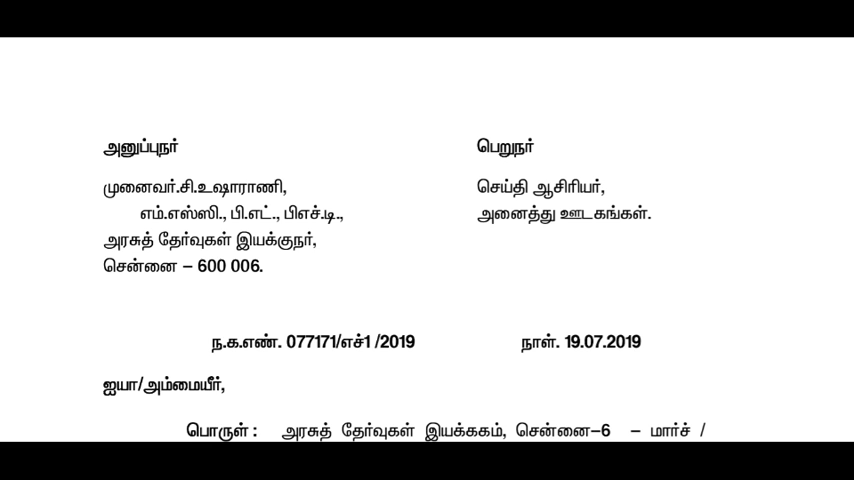 அனுப்புநர்
முனைவர்.சி.உஷாராணி,
எம்.எஸ்ஸி., பி.எட்., பிஎச்.டி.,
அரசுத் தேர்வுகள் இயக்குநர்,
சென்னை – 600 006.
பெறுநர்
செய்தி ஆசிரியர்,
அனைத்து ஊடகங்கள்.
ந.க.எண். 077171/எச்1 /2019 நாள். 19.07.2019
ஐயா/அம்மையீர்,
பொருள் : அரசுத் தேர்வுகள் இயக்ககம், சென்னை–6 – மார்ச் /